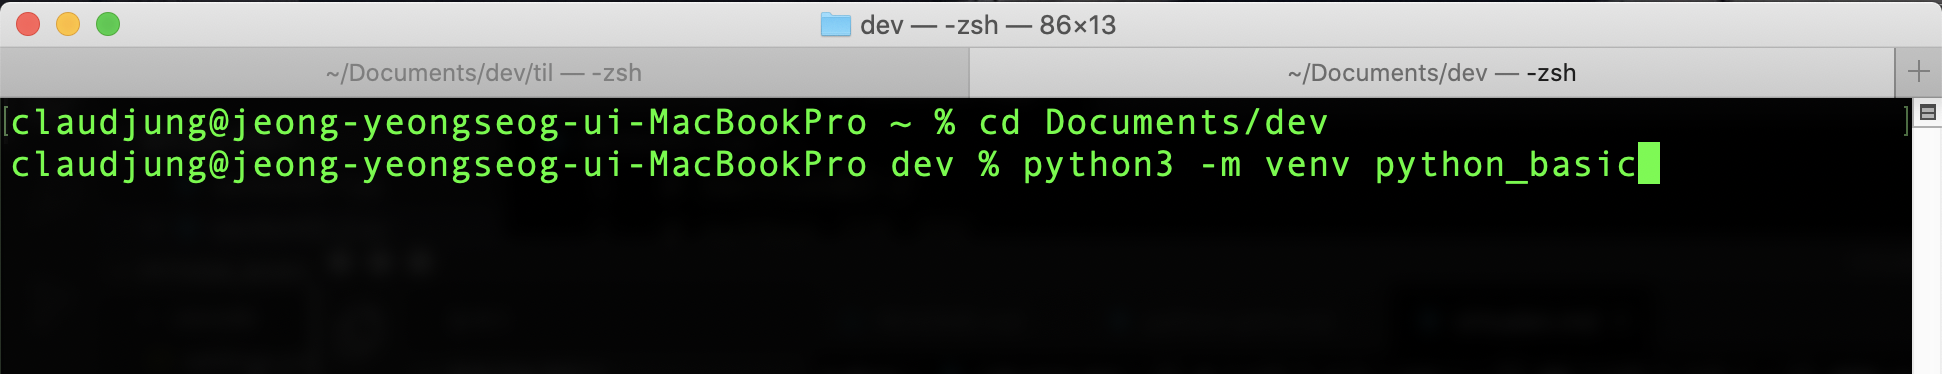 dev — -zsh — 86×13
~/Documents/dev/til — -zsh
~/Documents/dev — -zsh
claudjung@jeong-yeongseog-ui-MacBookPro ~ % cd Documents/dev
claudjung@jeong-yeongseog-ui-MacBookPro dev % python3 -m venv python_basic